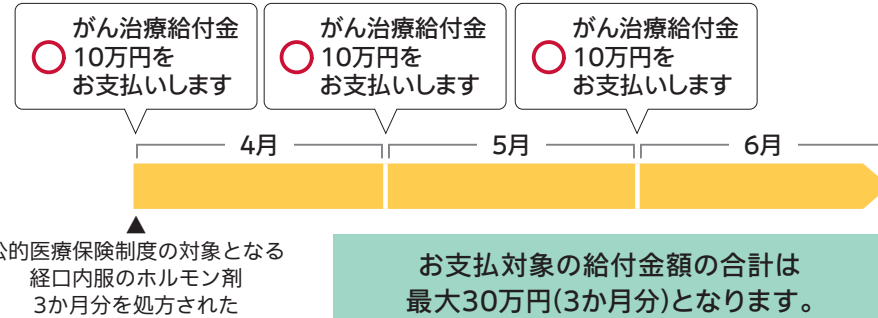 がん治療給付金
10万円を
お支払いします
がん治療給付金
10万円を
お支払いします
がん治療給付金
10万円を
お支払いします
4月
5月
6月
公的医療保険制度の対象となる
経口内服のホルモン剤
3か月分を処方された
お支払対象の給付金額の合計は
最大30万円(3か月分)となります。